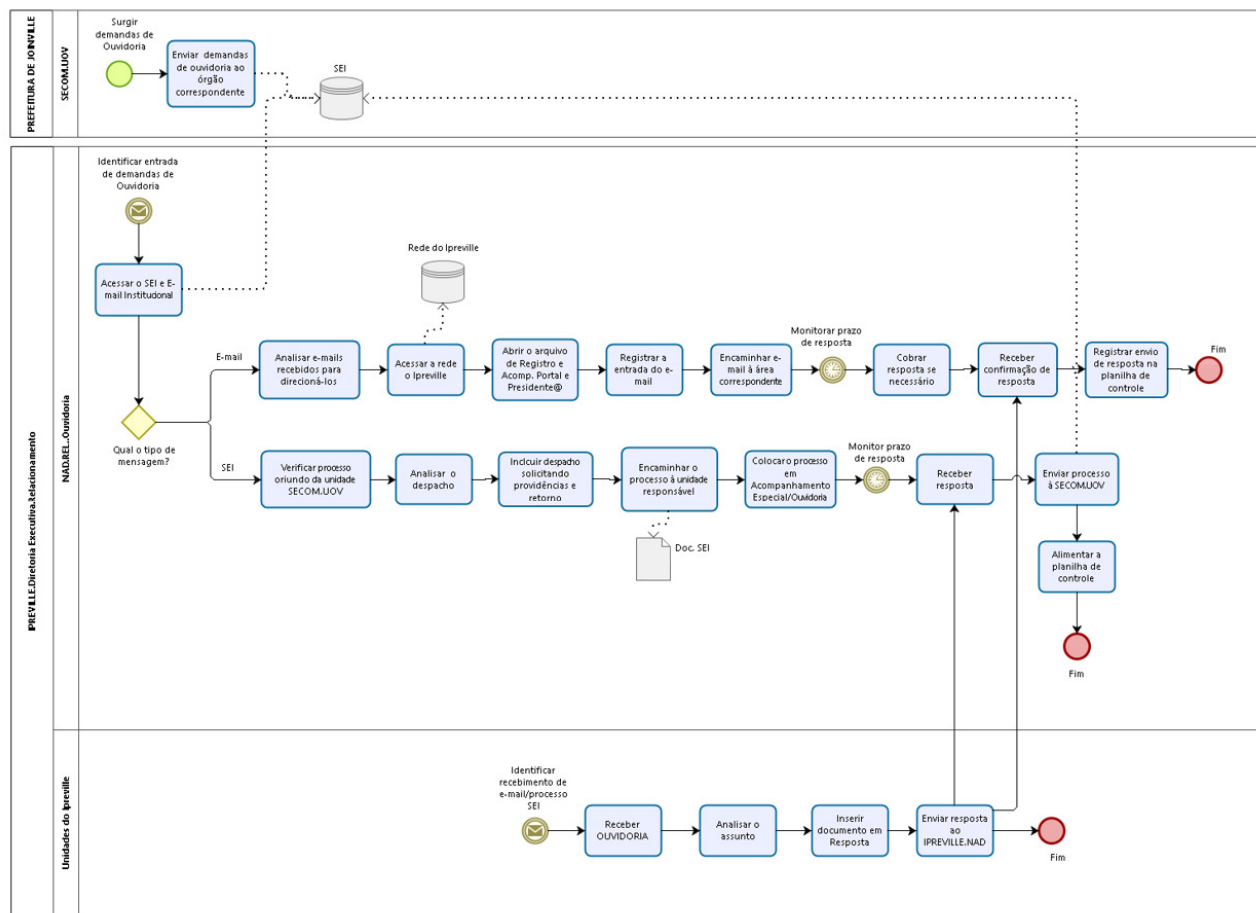 PREFEITURA DE JOINVILLE
SECOM.UOV
Surgir
demandas de
Ouvidoria
Enviar demandas
de ouvidoria ao
órgão
correspondente
SEI
IPREVILLE.Diretoria Executina.Relacionamento
NAD.REL..Ouvidoria
Identificar entrada
de demandas de
Ouvidoria
Acessar o SEI e E-
mail Institucional
Qual o tipo de
mensagem?
E-mail
Analisar e-mails
recebidos para
direcioná-los
Rede do Ipreville
Acessar a rede
o Ipreville
Abrir o arquivo
de Registro e
Acomp. Portal e
Presidente@
Registrar a
entrada do e-mail
Encaminhar e-
mail à área
correspondente
Monitorar prazo
de resposta
Cobrar
resposta se
necessário
Receber
confirmação de
resposta
Registrar envio
de resposta na
planilha de
controle
Fim
SEI
Verificar processo
oriundo da unidade
SECOM.UOV
Analisar o
despacho
Inlcluir despacho
solicitando
providências e
retorno
Encaminhar o
processo à unidade
responsável
Doc. SEI
Colocar o processo
em
Acompanhamento
Especial/Ouvidoria
Monitor prazo
de resposta
Receber
resposta
Enviar processo
à SECOM.UOV
Alimentar a
planilha de
controle
Fim
Unidades do Ipreville
Identificar
recebimento de
e-mail/processo
SEI
Receber
OUVIDORIA
Analisar o
assunto
Inserir
documento em
Resposta
Enviar resposta
ao
IPREVILLE.NAD
Fim